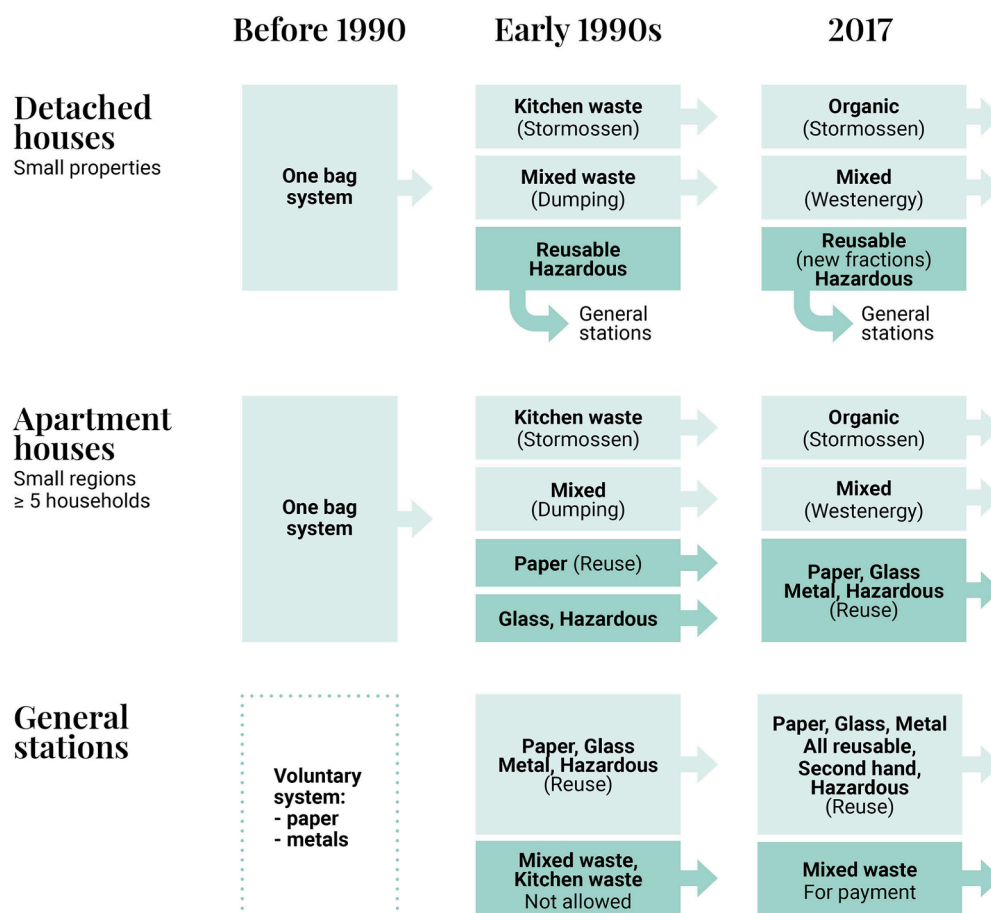 Before 1990
Early 1990s
2017
Detached
houses
Small properties
One bag
system
Kitchen waste
(Stormossen)
Mixed waste
(Dumping)
Reusable
Hazardous
General
stations
Organic
(Stormossen)
Mixed
(Westenergy)
Reusable
(new fractions)
Hazardous
General
stations
Apartment
houses
Small regions
≥ 5 households
One bag
system
Kitchen waste
(Stormossen)
Mixed
(Dumping)
Paper (Reuse)
Glass, Hazardous
Organic
(Stormossen)
Mixed
(Westenergy)
Paper, Glass
Metal, Hazardous
(Reuse)
General
stations
Voluntary
system:
- paper
- metals
Paper, Glass
Metal, Hazardous
(Reuse)
Mixed waste,
Kitchen waste
Not allowed
Paper, Glass, Metal
All reusable,
Second hand,
Hazardous
(Reuse)
Mixed waste
For payment